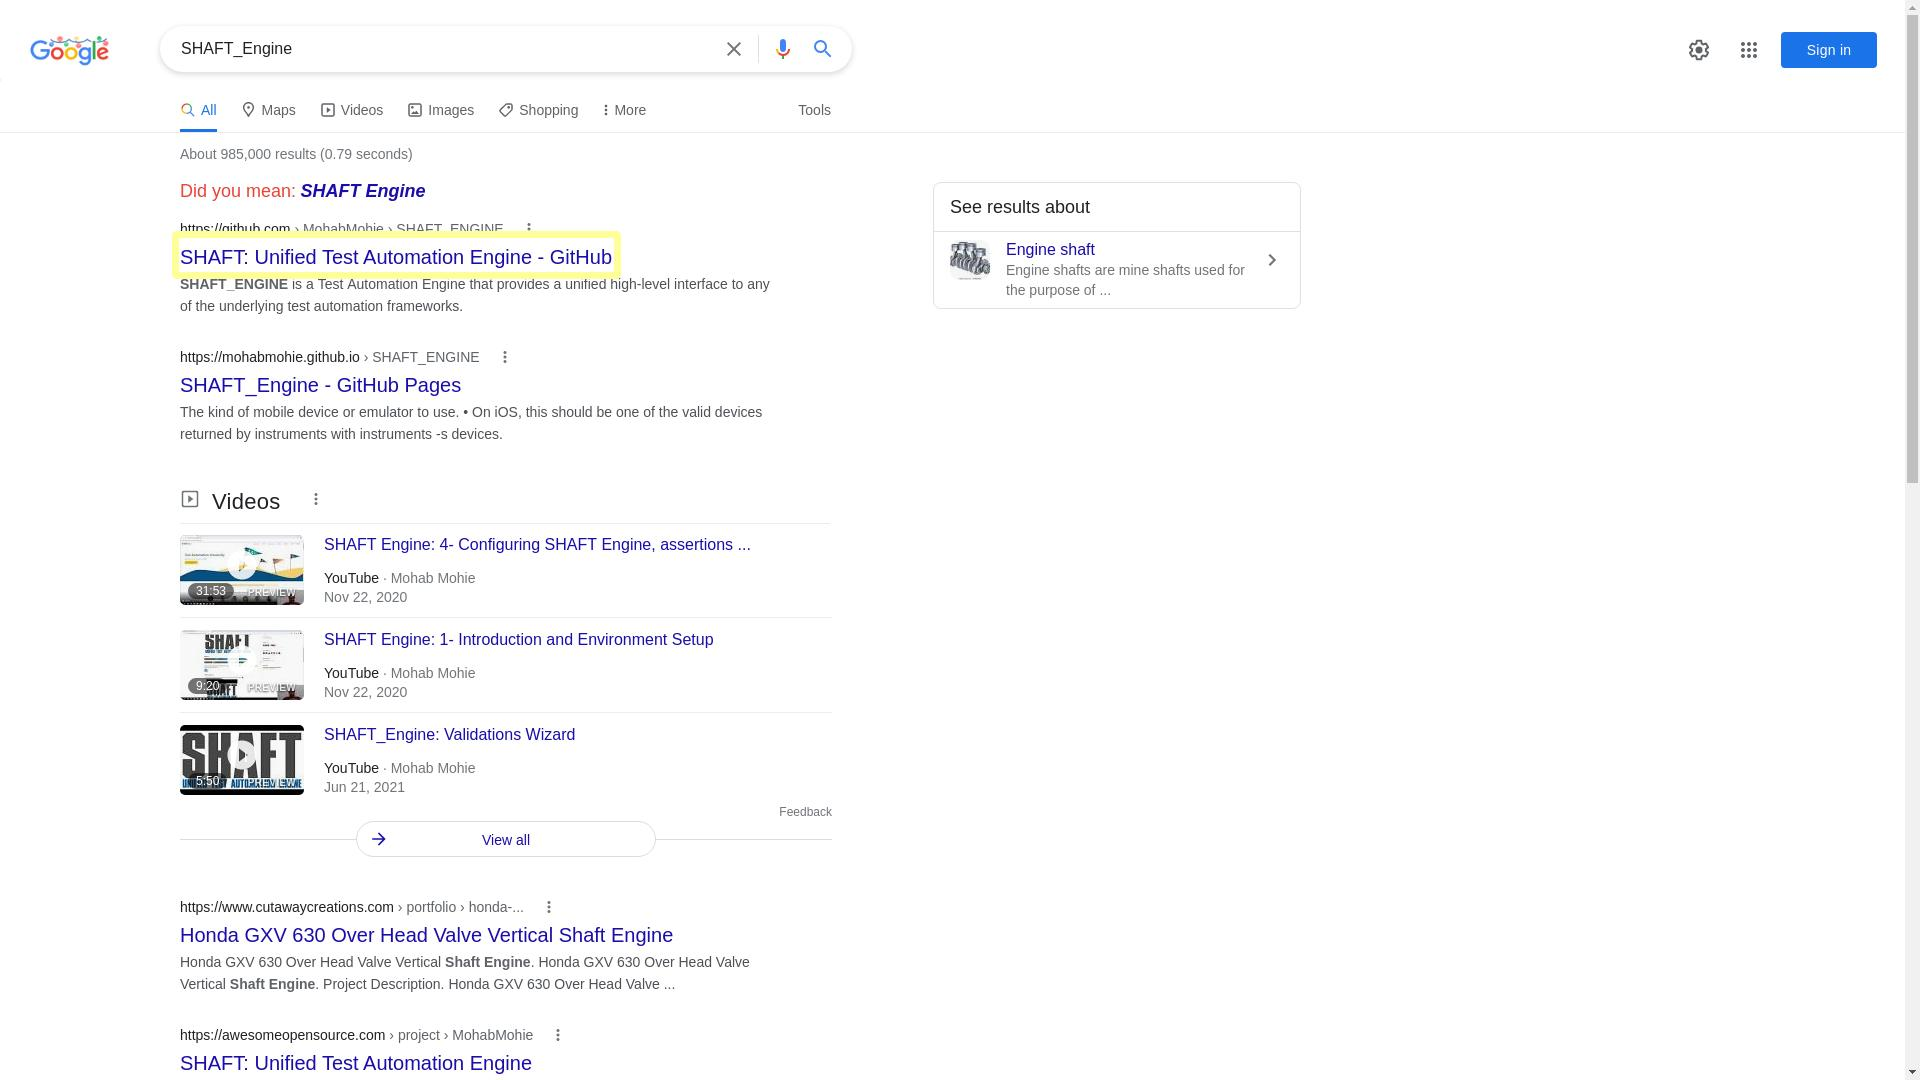 Google
SHAFT_Engine
Sign in
All
Maps
Videos
Images
Shopping
More
Tools
About 985,000 results (0.79 seconds)
Did you mean: SHAFT Engine
https://github.com › MohabMohie › SHAFT_ENGINE
SHAFT: Unified Test Automation Engine - GitHub
SHAFT_ENGINE is a Test Automation Engine that provides a unified high-level interface to any
of the underlying test automation frameworks.
See results about
Engine shaft
Engine shafts are mine shafts used for
the purpose of ...
https://mohabmohie.github.io › SHAFT_ENGINE
SHAFT_Engine - GitHub Pages
The kind of mobile device or emulator to use. • On iOS, this should be one of the valid devices
returned by instruments with instruments -s devices.
Videos
SHAFT Engine: 4- Configuring SHAFT Engine, assertions ...
31:53
PREVIEW
YouTube · Mohab Mohie
Nov 22, 2020
SHAFT Engine: 1- Introduction and Environment Setup
SHAFT
9:20
PREVIEW
YouTube · Mohab Mohie
Nov 22, 2020
SHAFT_Engine: Validations Wizard
SHAFT
5:50
PREVIEW
YouTube · Mohab Mohie
Jun 21, 2021
Feedback
View all
https://www.cutawaycreations.com › portfolio › honda-...
Honda GXV 630 Over Head Valve Vertical Shaft Engine
Honda GXV 630 Over Head Valve Vertical Shaft Engine. Honda GXV 630 Over Head Valve
Vertical Shaft Engine. Project Description. Honda GXV 630 Over Head Valve ...
https://awesomeopensource.com › project › MohabMohie
SHAFT: Unified Test Automation Engine